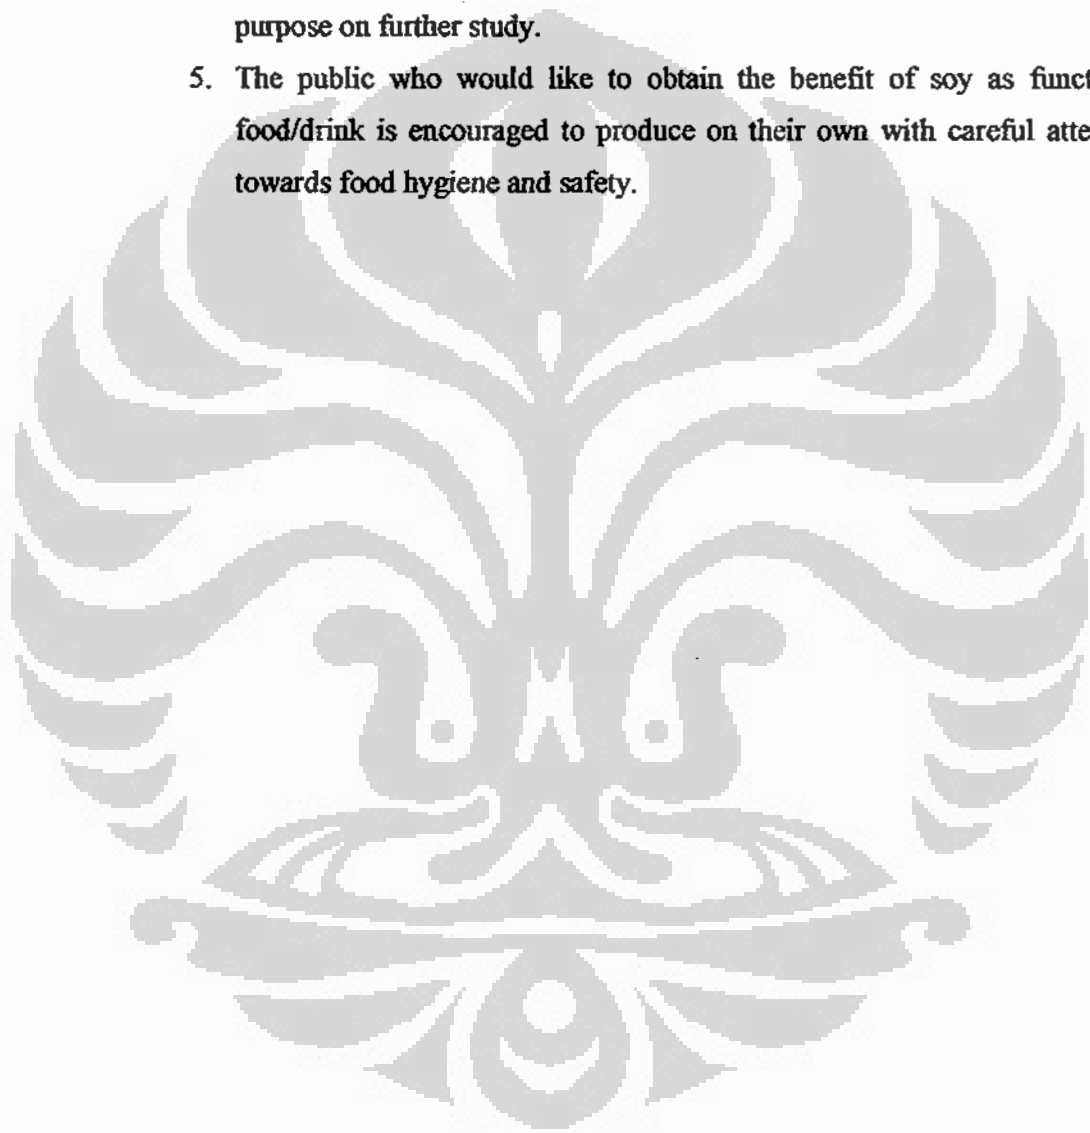 purpose on further study.
5. The public who would like to obtain the benefit of soy as funct
food/drink is encouraged to produce on their own with careful atte
towards food hygiene and safety.